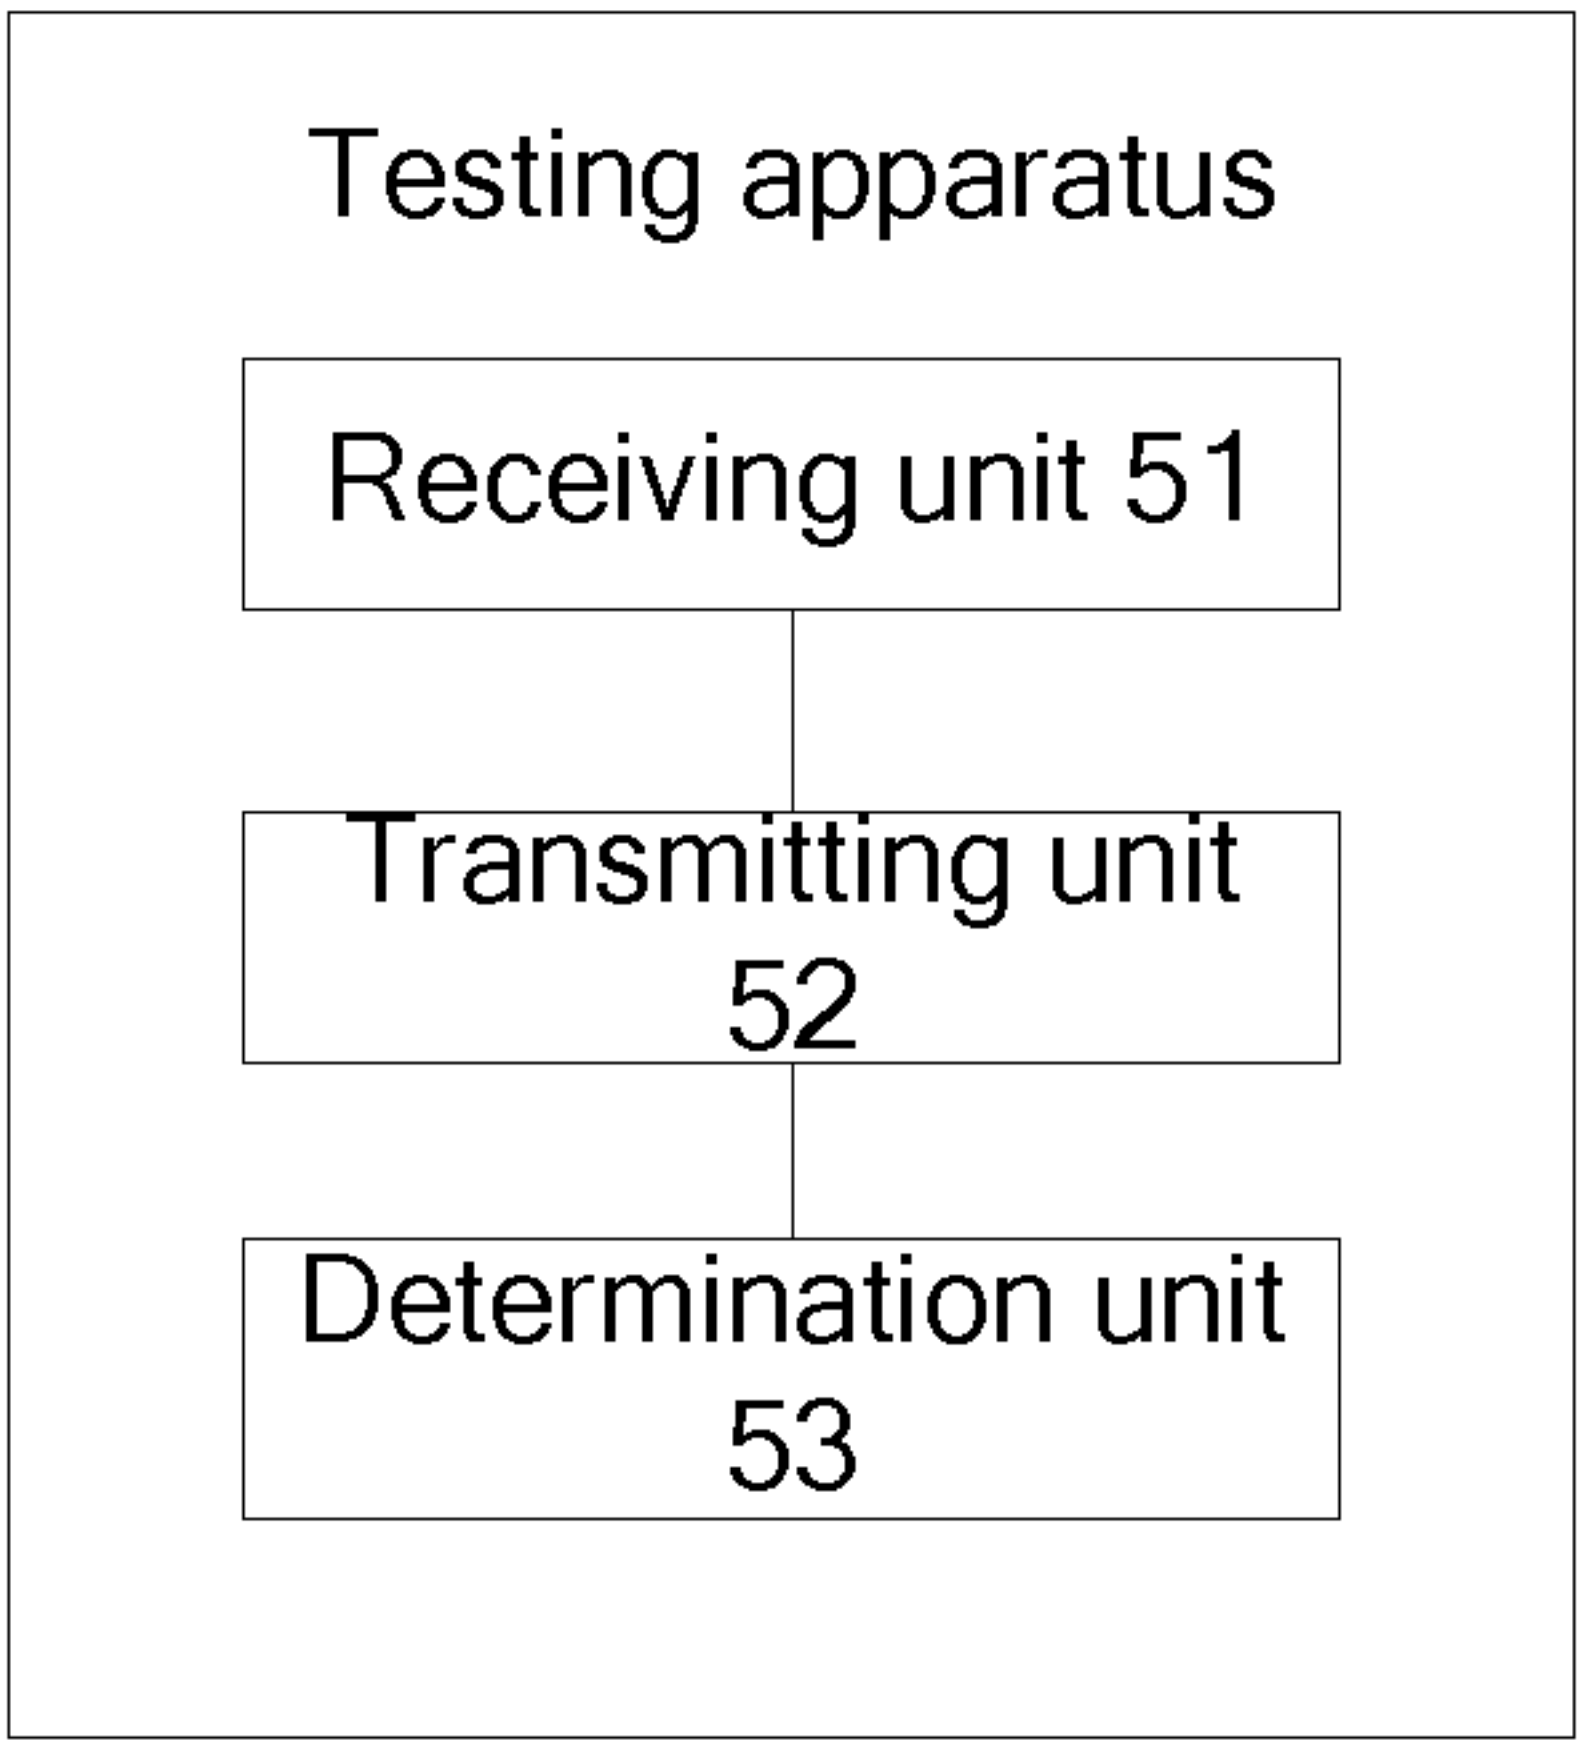 Testing apparatus
Receiving unit 51
Transmitting unit
52
Determination unit
53